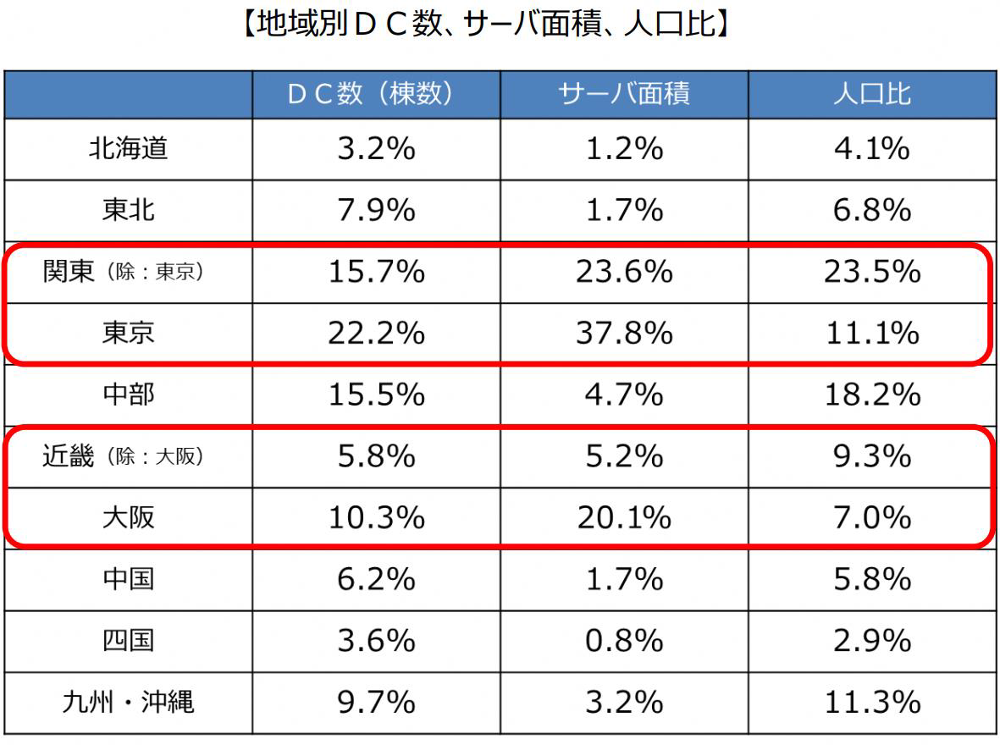 【地域別ＤＣ数、サーバ面積、人口比】
ＤＣ数（棟数） サーバ面積 人口比
北海道 3.2% 1.2% 4.1%
東北 7.9% 1.7% 6.8%
関東（除：東京） 15.7% 23.6% 23.5%
東京 22.2% 37.8% 11.1%
中部 15.5% 4.7% 18.2%
近畿（除：大阪） 5.8% 5.2% 9.3%
大阪 10.3% 20.1% 7.0%
中国 6.2% 1.7% 5.8%
四国 3.6% 0.8% 2.9%
九州・沖縄 9.7% 3.2% 11.3%